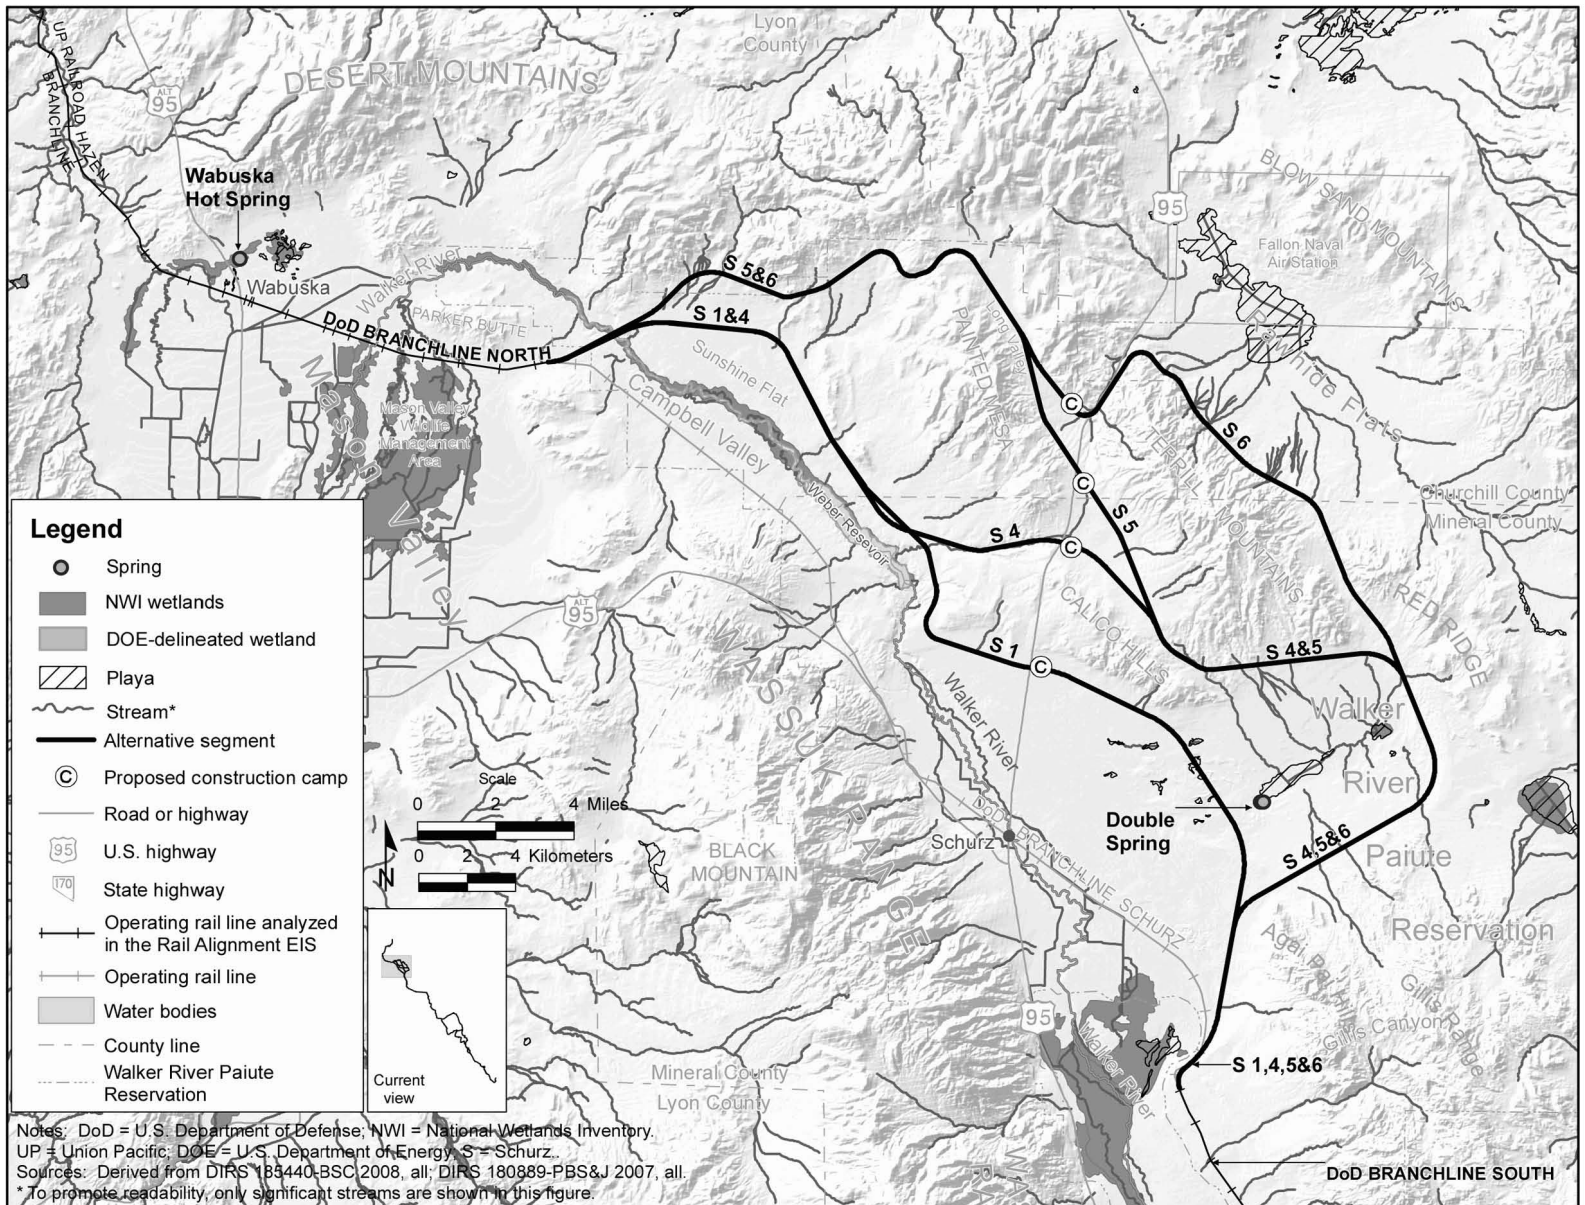 Lyon
County
UP RAILROAD HAZEN
BRANCHLINE
ALT
95
DESERT MOUNTAINS
Wabuska
Hot Spring
Wabuska
Walker River
PARKER BUTTE
DoD BRANCHLINE NORTH
S 5&6
S 1&4
Sunshine Flat
Campbell Valley
Weber Resevoir
Mason Valley
Mason Valley
Wildlife
Management
Area
PAINTED MESA
95
BLOW SAND MOUNTAINS
Fallon Naval
Air Station
Rawhide Flats
C
C
C
C
S 6
S 5
S 4
S 1
TERRILL
MOUNTAINS
Churchill County
Mineral County
CALICO HILLS
RED RIDGE
S 4&5
ALT
95
WASSUK RANGE
Walker River
Walker
River
Paiute
Reservation
Double
Spring
S 4,5&6
Schurz
DoD BRANCHLINE SCHURZ
BLACK
MOUNTAIN
Agai Pah Hills
Gillis Range
Gillis Canyon
95
Walker River
S 1,4,5&6
Mineral County
Lyon County
DoD BRANCHLINE SOUTH
Legend
Spring
NWI wetlands
DOE-delineated wetland
Playa
Stream*
Alternative segment
C Proposed construction camp
Road or highway
95 U.S. highway
170 State highway
Operating rail line analyzed
in the Rail Alignment EIS
Operating rail line
Water bodies
County line
Walker River Paiute
Reservation
Scale
0 2 4 Miles
0 2 4 Kilometers
N
Current
view
Notes: DoD = U.S. Department of Defense; NWI = National Wetlands Inventory.
UP = Union Pacific; DOE = U.S. Department of Energy, S = Schurz..
Sources: Derived from DIRS 185440-BSC 2008, all; DIRS 180889-PBS&J 2007, all.
* To promote readability, only significant streams are shown in this figure.